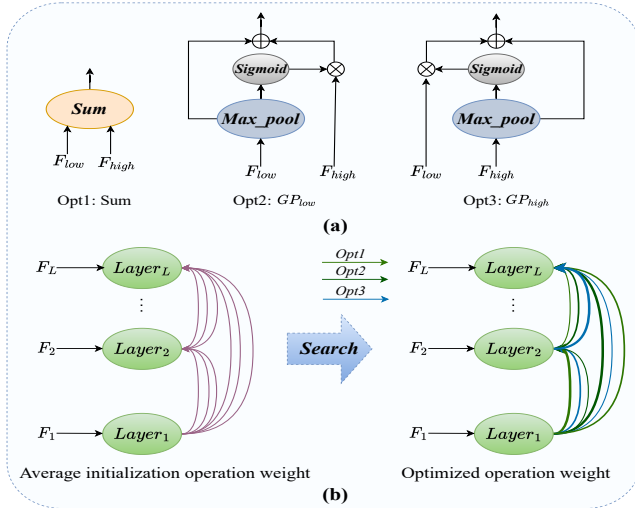 Sigmoid
Sigmoid
Sum
Max_pool
Max_pool
F_low F_high
F_low F_high
F_low F_high
Opt1: Sum
Opt2: GP_low
Opt3: GP_high
(a)
F_L Layer_L
Opt1
Opt2
Opt3
F_L Layer_L
⋮
⋮
F_2 Layer_2
Search
F_2 Layer_2
F_1 Layer_1
F_1 Layer_1
Average initialization operation weight
Optimized operation weight
(b)